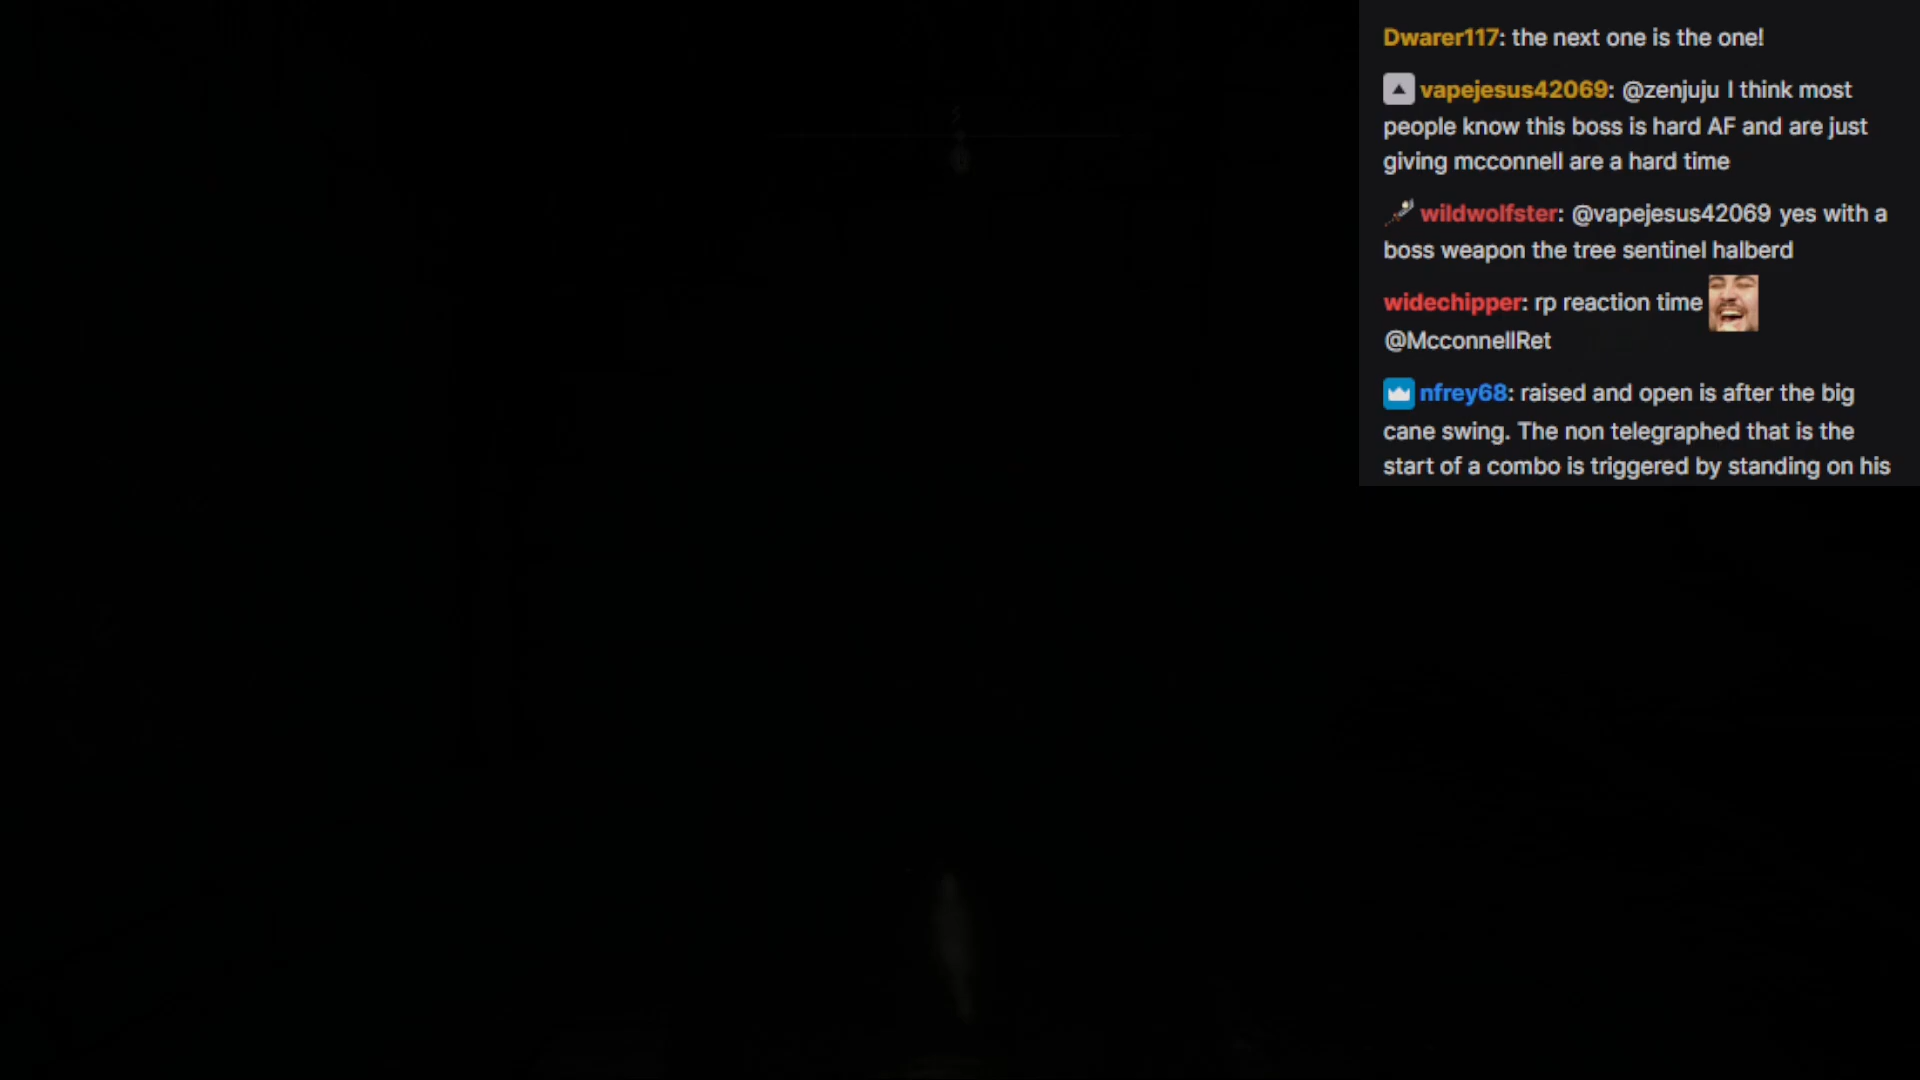 Dwarer117: the next one is the one!
vapejesus42069: @zenjuju I think most
people know this boss is hard AF and are just
giving mcconnell are a hard time
wildwolfster: @vapejesus42069 yes with a
boss weapon the tree sentinel halberd
widechipper: rp reaction time
@McconnellRet
nfrey68: raised and open is after the big
cane swing. The non telegraphed that is the
start of a combo is triggered by standing on his